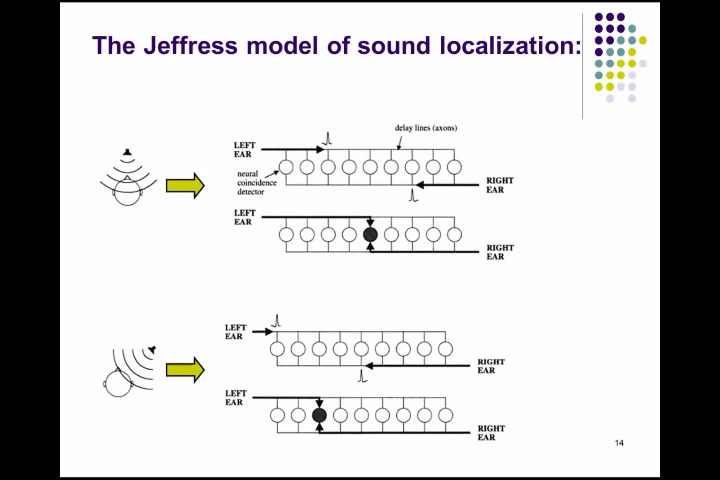 The Jeffress model of sound localization:
delay lines (axons)
LEFT
EAR
neural
coincidence
detector
RIGHT
EAR
LEFT
EAR
RIGHT
EAR
LEFT
EAR
RIGHT
EAR
LEFT
EAR
RIGHT
EAR
14